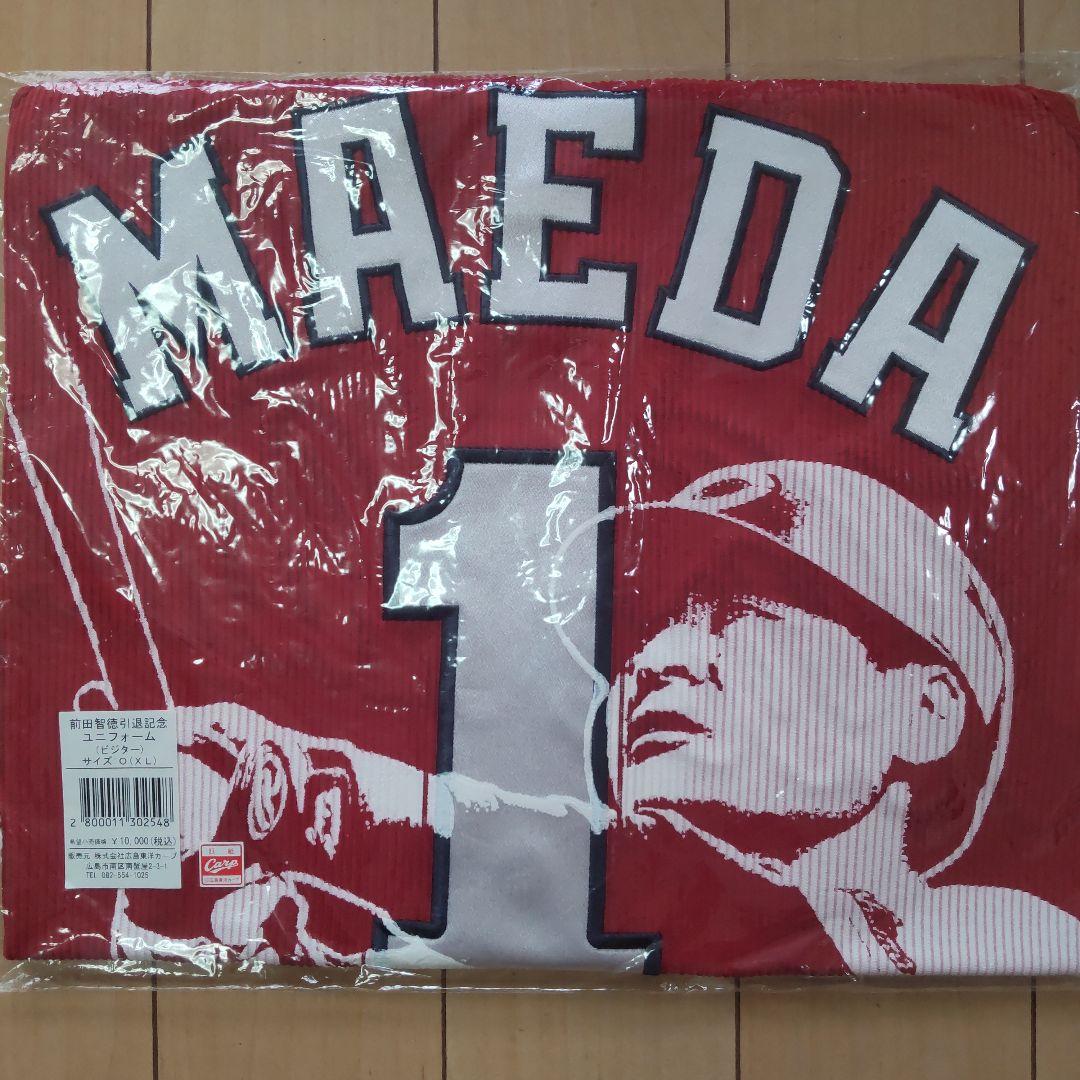 MAEDA
1
前田智徳引退記念
ユニフォーム
(ビジター)
サイズ O(XL)
2 800011 302548
希望小売価格 ¥10,000(税込)
販売元 株式会社広島東洋カープ
広島市南区南蟹屋2-3-1
TEL 082-554-1025
Carp